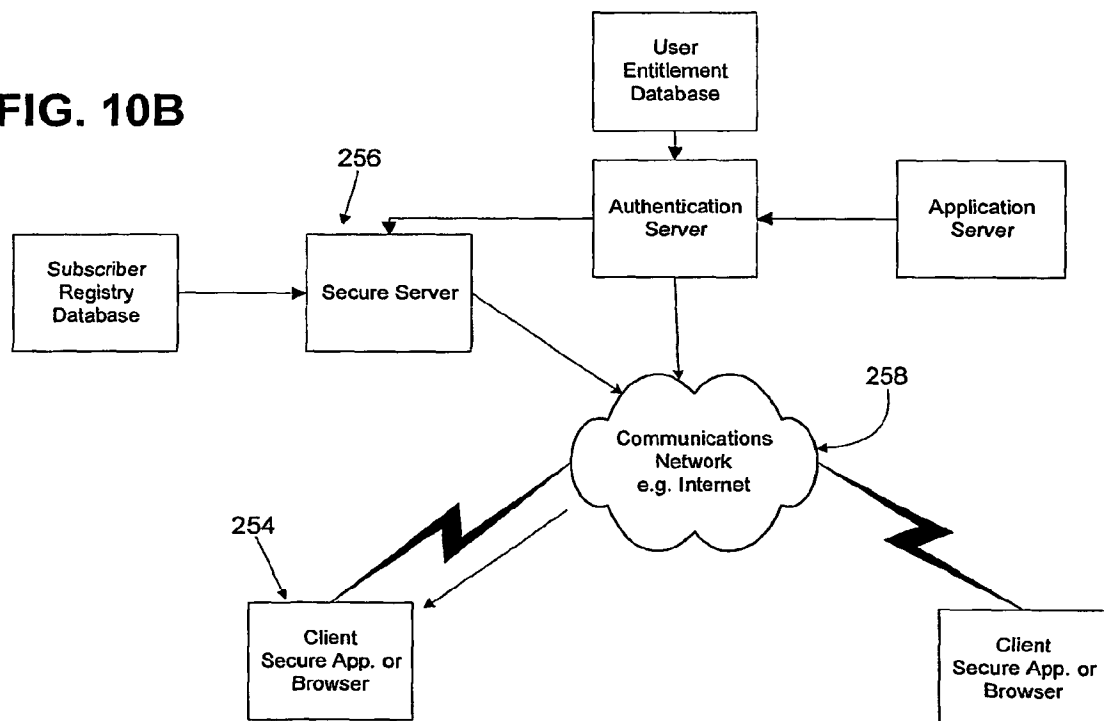 User
Entitlement
Database
FIG. 10B
256
Authentication
Server
Application
Server
Subscriber
Registry
Database
Secure Server
258
Communications
Network
e.g. Internet
254
Client
Secure App. or
Browser
Client
Secure App. or
Browser